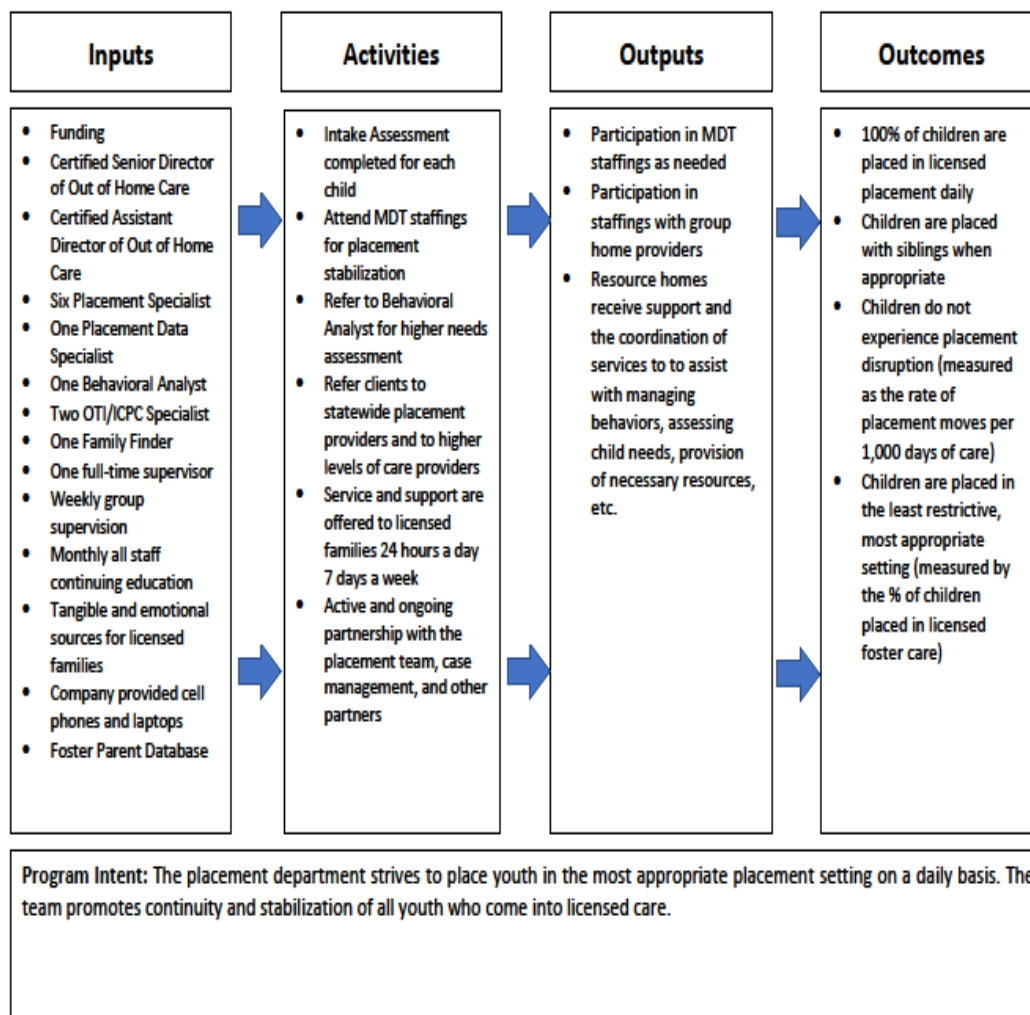 Inputs
Activities
Outputs
Outcomes
• Funding
• Certified Senior Director
of Out of Home Care
• Certified Assistant
Director of Out of Home
Care
• Six Placement Specialist
• One Placement Data
Specialist
• One Behavioral Analyst
• Two OTI/ICPC Specialist
• One Family Finder
• One full-time supervisor
• Weekly group
supervision
• Monthly all staff
continuing education
• Tangible and emotional
sources for licensed
families
• Company provided cell
phones and laptops
• Foster Parent Database
• Intake Assessment
completed for each
child
• Attend MDT staffings
for placement
stabilization
• Refer to Behavioral
Analyst for higher needs
assessment
• Refer clients to
statewide placement
providers and to higher
levels of care providers
• Service and support are
offered to licensed
families 24 hours a day
7 days a week
• Active and ongoing
partnership with the
placement team, case
management, and other
partners
• Participation in MDT
staffings as needed
• Participation in
staffings with group
home providers
• Resource homes
receive support and
the coordination of
services to to assist
with managing
behaviors, assessing
child needs, provision
of necessary resources,
etc.
• 100% of children are
placed in licensed
placement daily
• Children are placed
with siblings when
appropriate
• Children do not
experience placement
disruption (measured
as the rate of
placement moves per
1,000 days of care)
• Children are placed in
the least restrictive,
most appropriate
setting (measured by
the % of children
placed in licensed
foster care)
Program Intent: The placement department strives to place youth in the most appropriate placement setting on a daily basis. The
team promotes continuity and stabilization of all youth who come into licensed care.